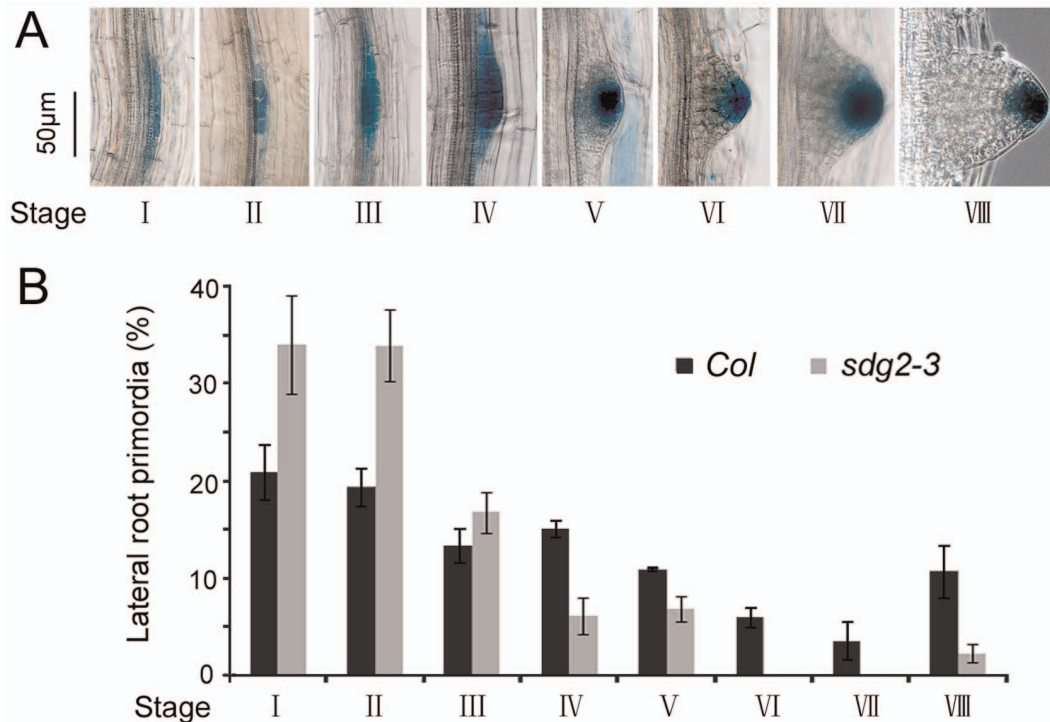 A
50μm
Stage I II III IV V VI VII VIII
B
Lateral root primordia (%)
40
30
20
10
0
Col sdg2-3
Stage I II III IV V VI VII VIII